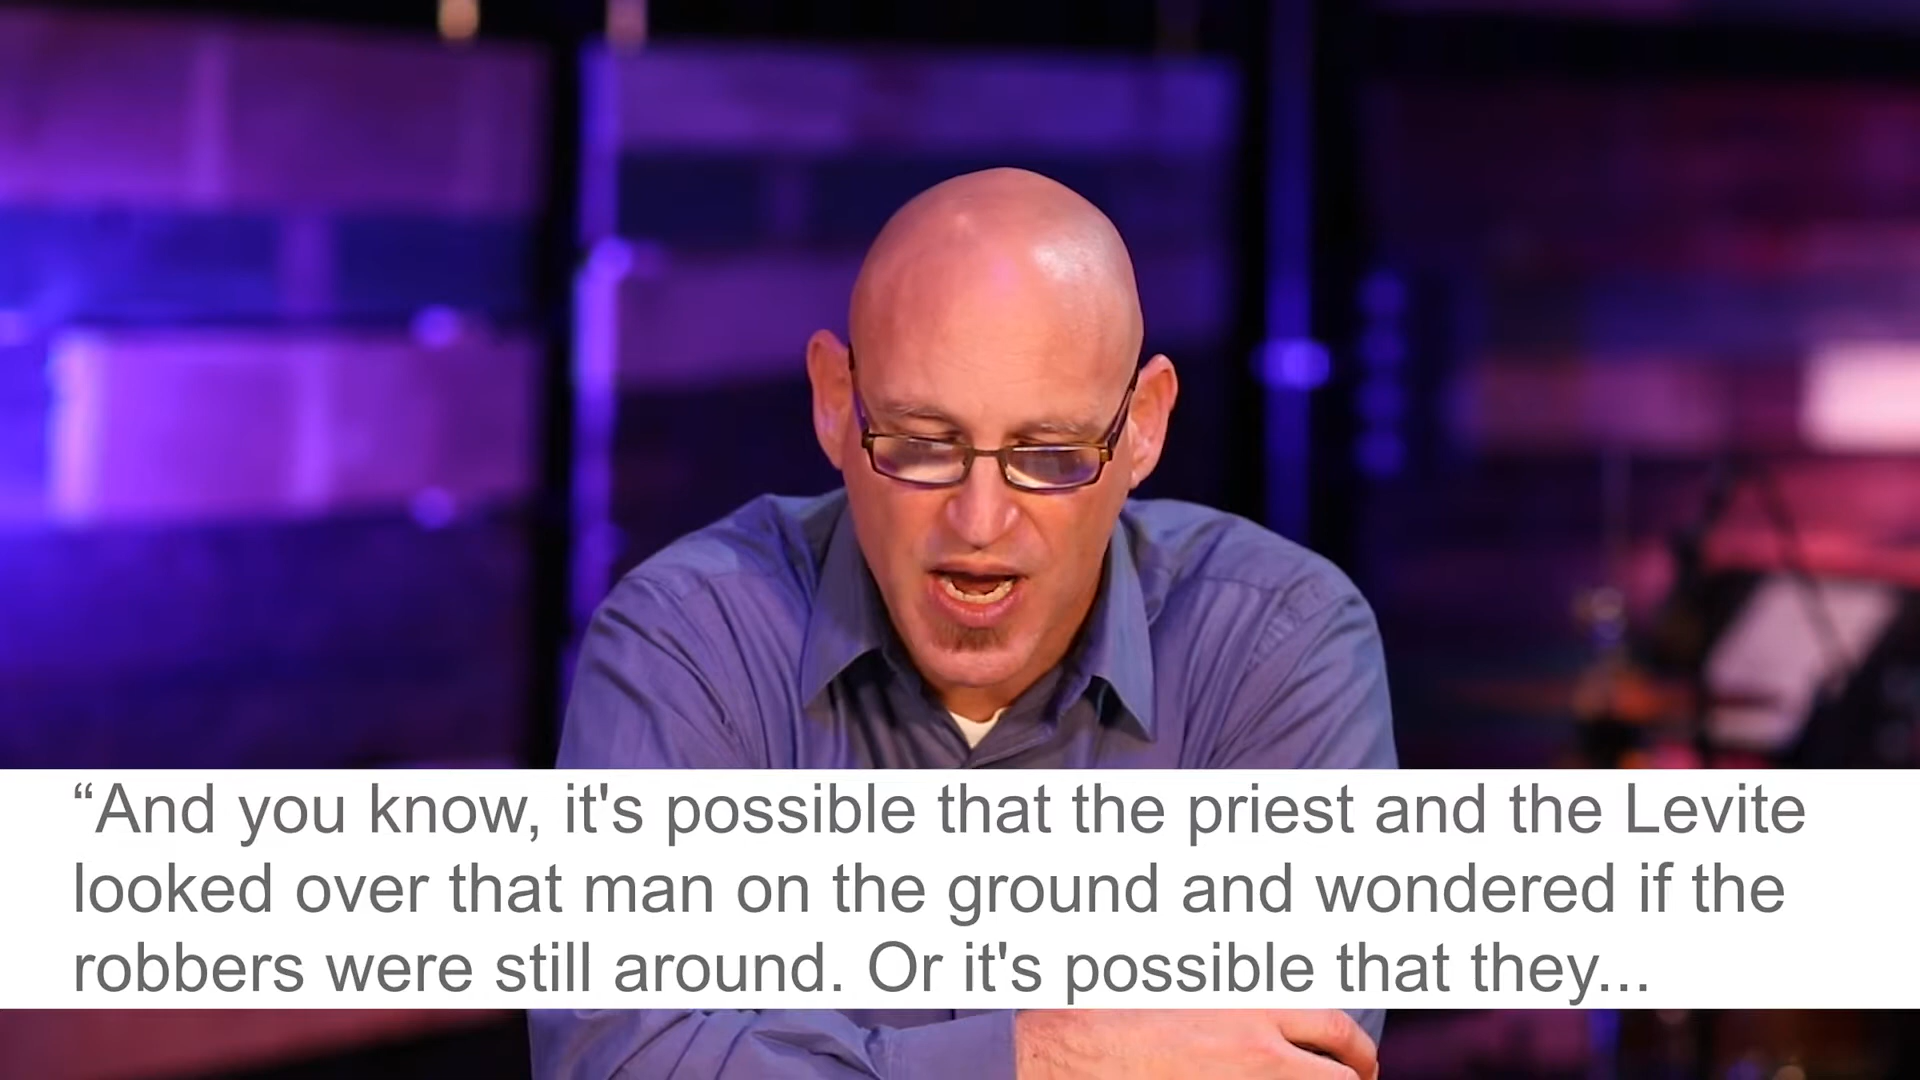 “And you know, it's possible that the priest and the Levite
looked over that man on the ground and wondered if the
robbers were still around. Or it's possible that they...